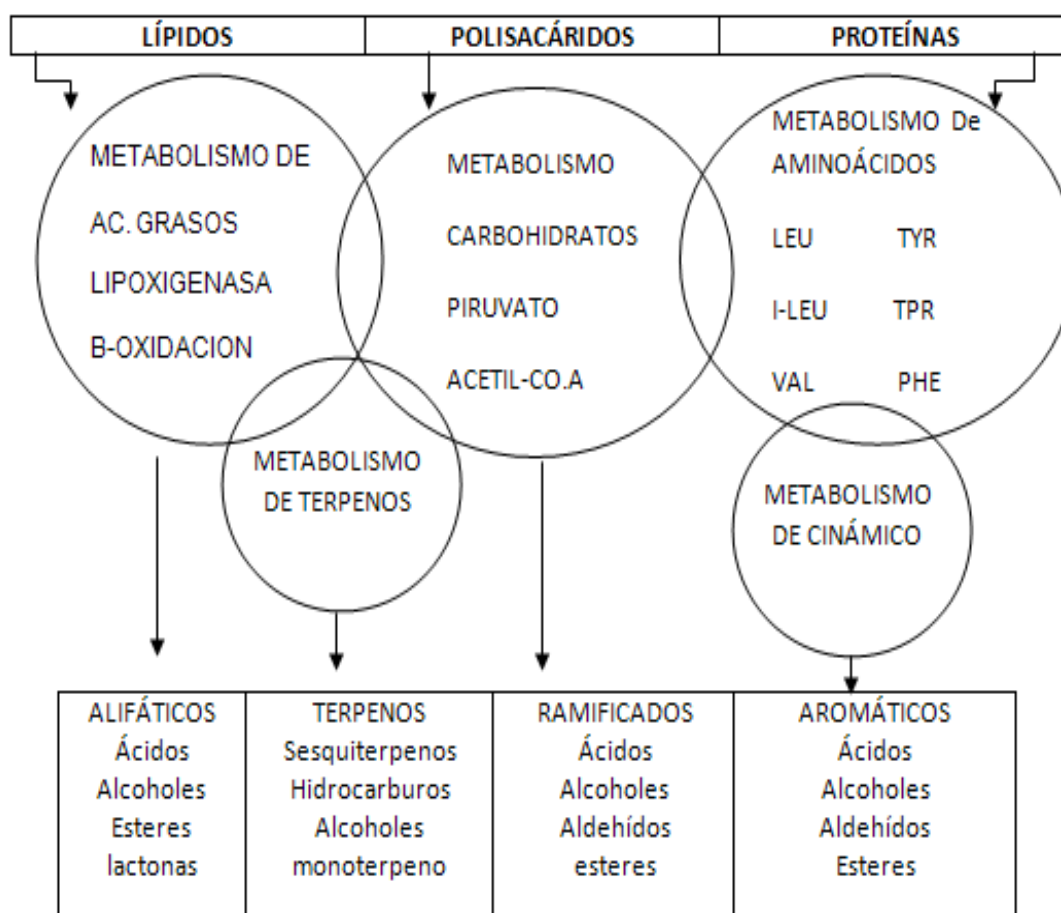 LÍPIDOS
POLISACÁRIDOS
PROTEÍNAS
METABOLISMO DE
AC. GRASOS
LIPOXIGENASA
B-OXIDACION
METABOLISMO
CARBOHIDRATOS
PIRUVATO
ACETIL-CO.A
METABOLISMO De
AMINOÁCIDOS
LEU TYR
I-LEU TPR
VAL PHE
METABOLISMO
DE TERPENOS
METABOLISMO
DE CINÁMICO
ALIFÁTICOS
Ácidos
Alcoholes
Esteres
lactonas
TERPENOS
Sesquiterpenos
Hidrocarburos
Alcoholes
monoterpeno
RAMIFICADOS
Ácidos
Alcoholes
Aldehídos
esteres
AROMÁTICOS
Ácidos
Alcoholes
Aldehídos
Esteres